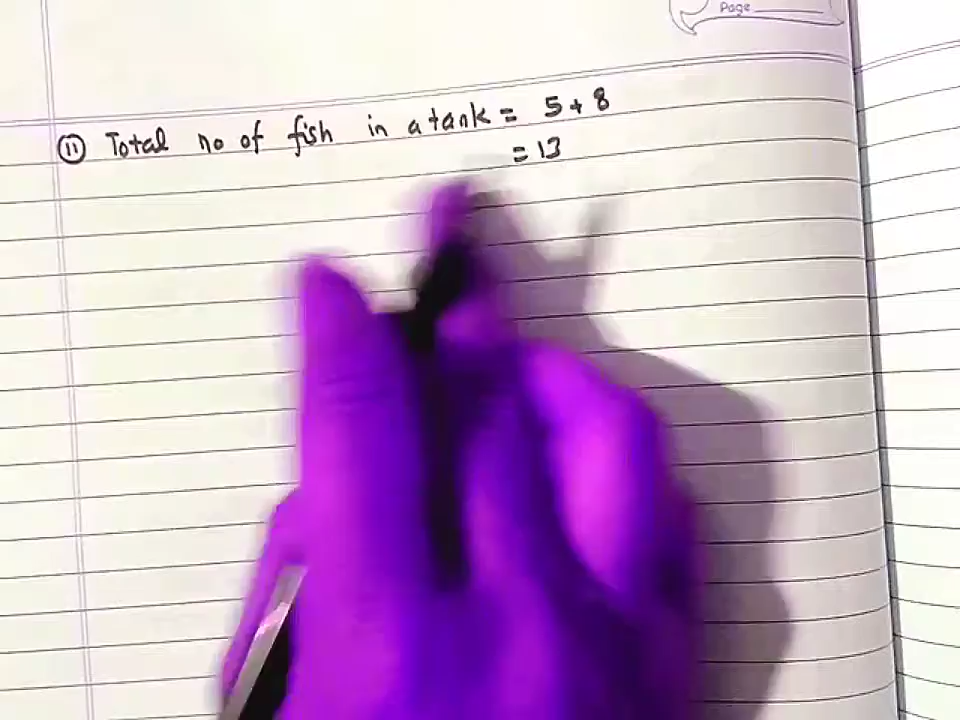 Page
(11) Total no of fish in a tank = 5 + 8
= 13